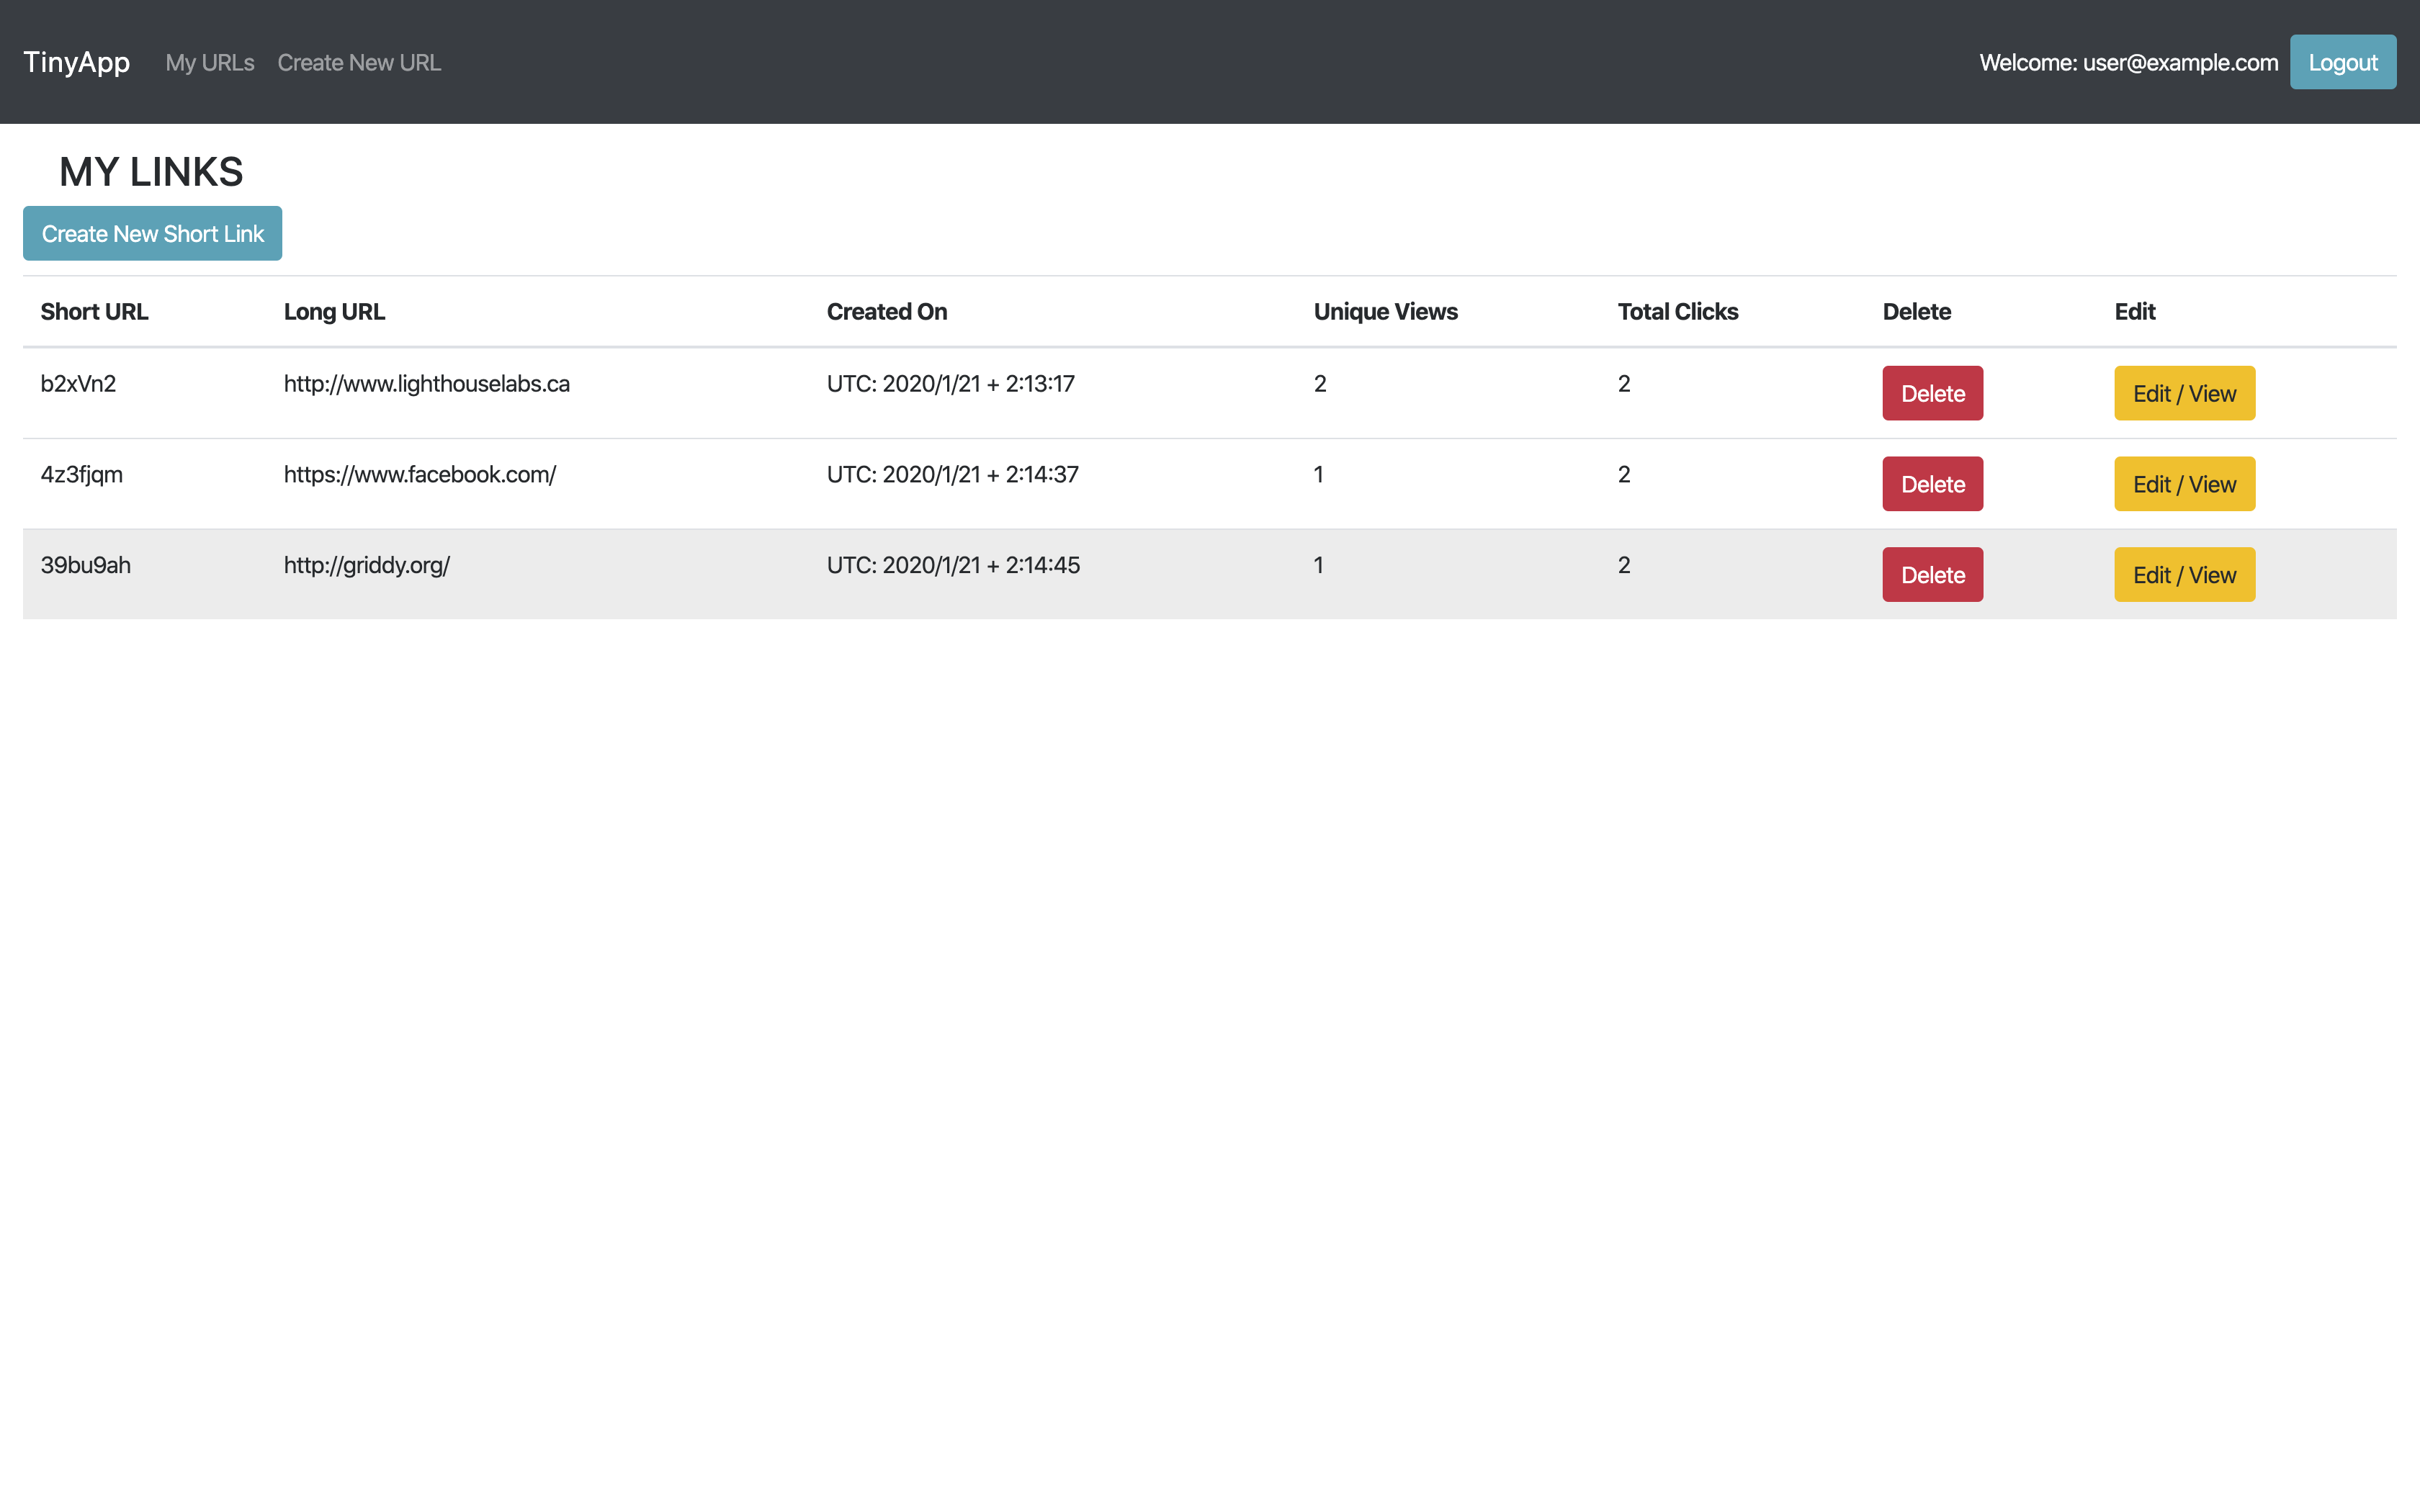 TinyApp My URLs Create New URL Welcome: user@example.com Logout
MY LINKS
Create New Short Link
Short URL Long URL Created On Unique Views Total Clicks Delete Edit
b2xVn2 http://www.lighthouselabs.ca UTC: 2020/1/21 + 2:13:17 2 2 Delete Edit / View
4z3fjqm https://www.facebook.com/ UTC: 2020/1/21 + 2:14:37 1 2 Delete Edit / View
39bu9ah http://griddy.org/ UTC: 2020/1/21 + 2:14:45 1 2 Delete Edit / View